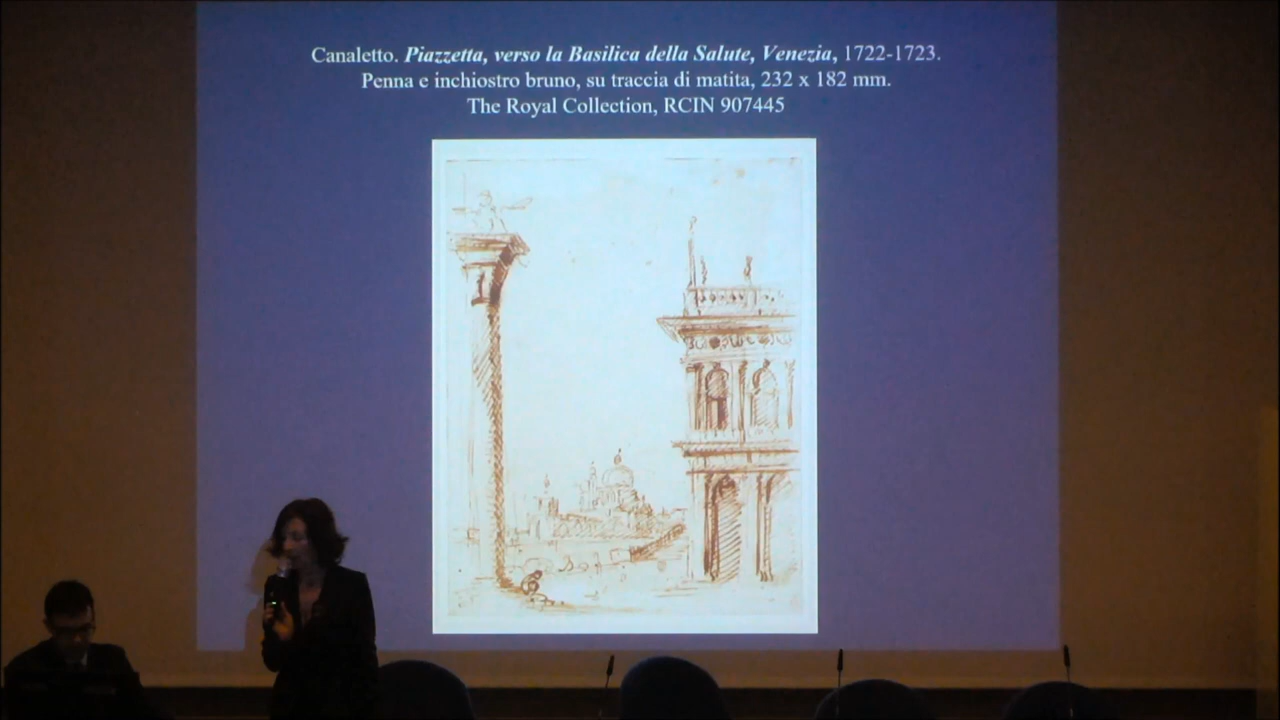 Canaletto. Piazzetta, verso la Basilica della Salute, Venezia, 1722-1723.
Penna e inchiostro bruno, su traccia di matita, 232 x 182 mm.
The Royal Collection, RCIN 907445